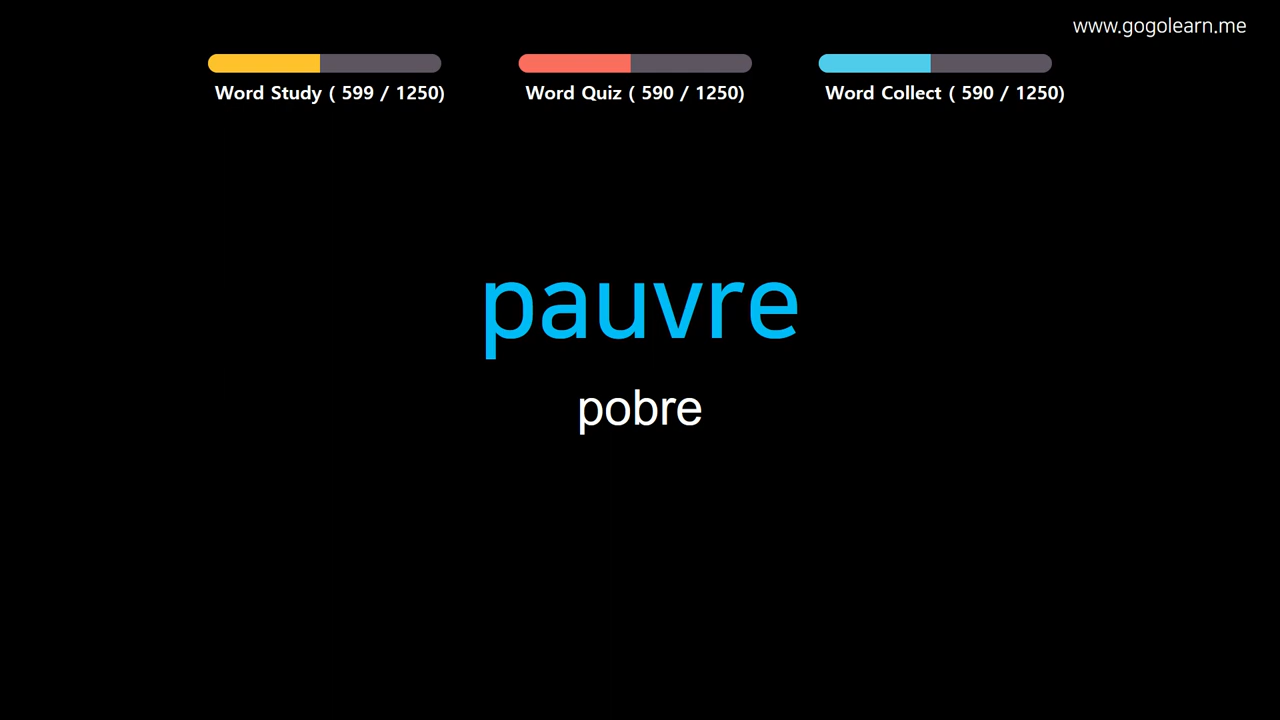 www.gogolearn.me
Word Study ( 599 / 1250)
Word Quiz ( 590 / 1250)
Word Collect ( 590 / 1250)
pauvre
pobre